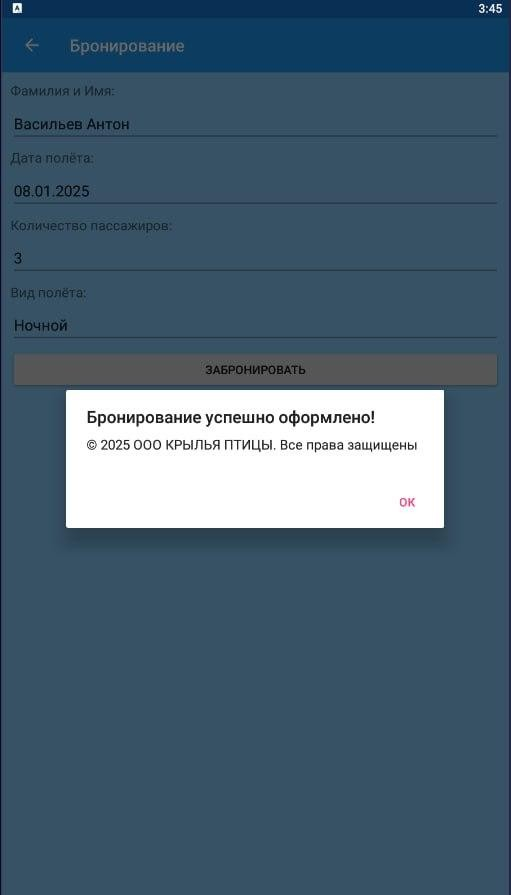 A
3:45
Бронирование
Фамилия и Имя:
Васильев Антон
Дата полёта:
08.01.2025
Количество пассажиров:
3
Вид полёта:
Ночной
ЗАБРОНИРОВАТЬ
Бронирование успешно оформлено!
© 2025 ООО КРЫЛЬЯ ПТИЦЫ. Все права защищены
ОК